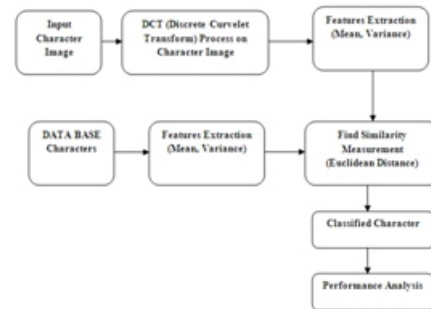 Input
Character
Image
DCT (Discrete Curvelet
Transform) Process on
Character Image
Features Extraction
(Mean, Variance)
DATA BASE
Characters
Features Extraction
(Mean, Variance)
Find Similarity
Measurement
(Euclidean Distance)
Classified Character
Performance Analysis